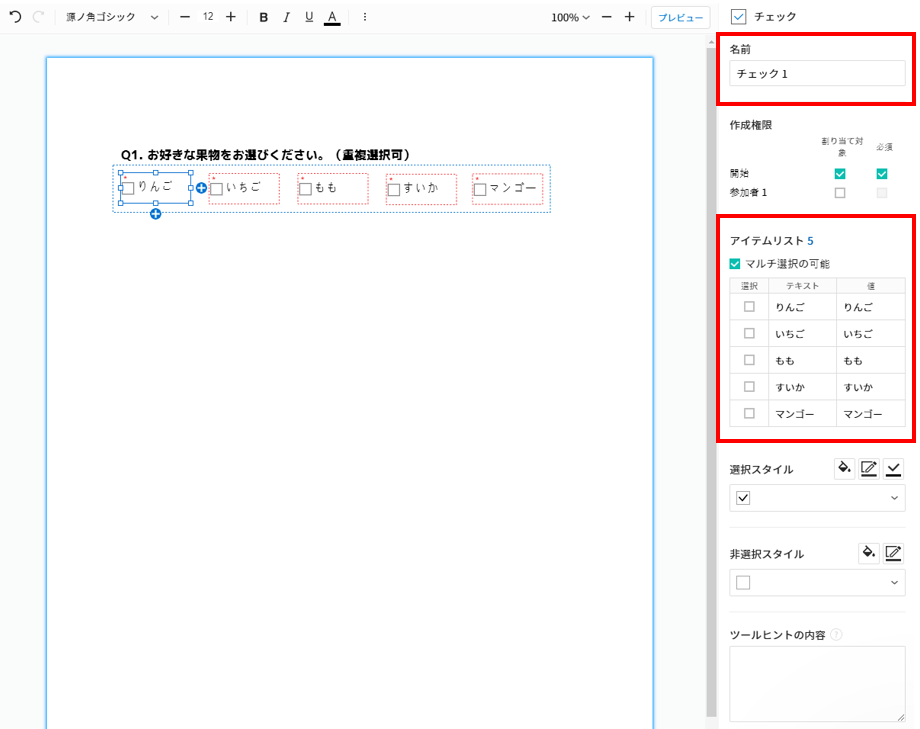 源ノ角ゴシック
12
B
I
U
A
100%
プレビュー
チェック
名前
チェック 1
作成権限
割り当て対
象
必須
開始
参加者 1
Q1. お好きな果物をお選びください。（重複選択可）
* りんご
* いちご
* もも
* すいか
* マンゴー
アイテムリスト 5
マルチ選択の可能
選択 テキスト 値
りんご りんご
いちご いちご
もも もも
すいか すいか
マンゴー マンゴー
選択スタイル
非選択スタイル
ツールヒントの内容 ?